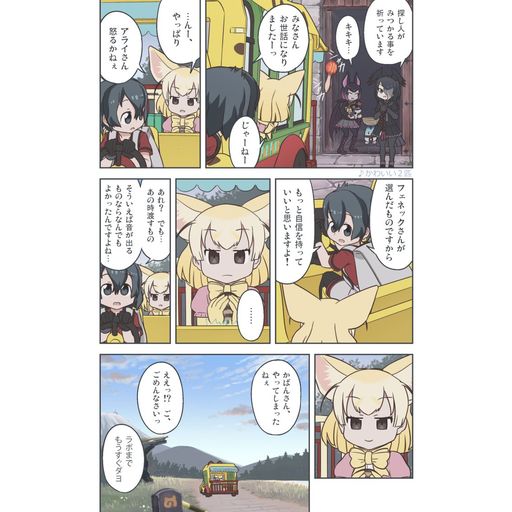 探し人が
みつかる事を
祈っています
キキキ…
みなさん
お世話になり
ましたーっ
じゃーねー
…んー、
やっぱり
アライさん
怒るかねぇ
♪かわいい2匹
フェネックさんが
選んだものですから
もっと自信を持って
いいと思いますよ!
………
あれ? でも…
あの時渡すもの
そういえば音が出る
ものならなんでも
よかったんですよね…
かばんさん、
やってしまった
ねぇ
ええっ!? ご、
ごめんなさいっ
ラボまで
もうすぐダヨ